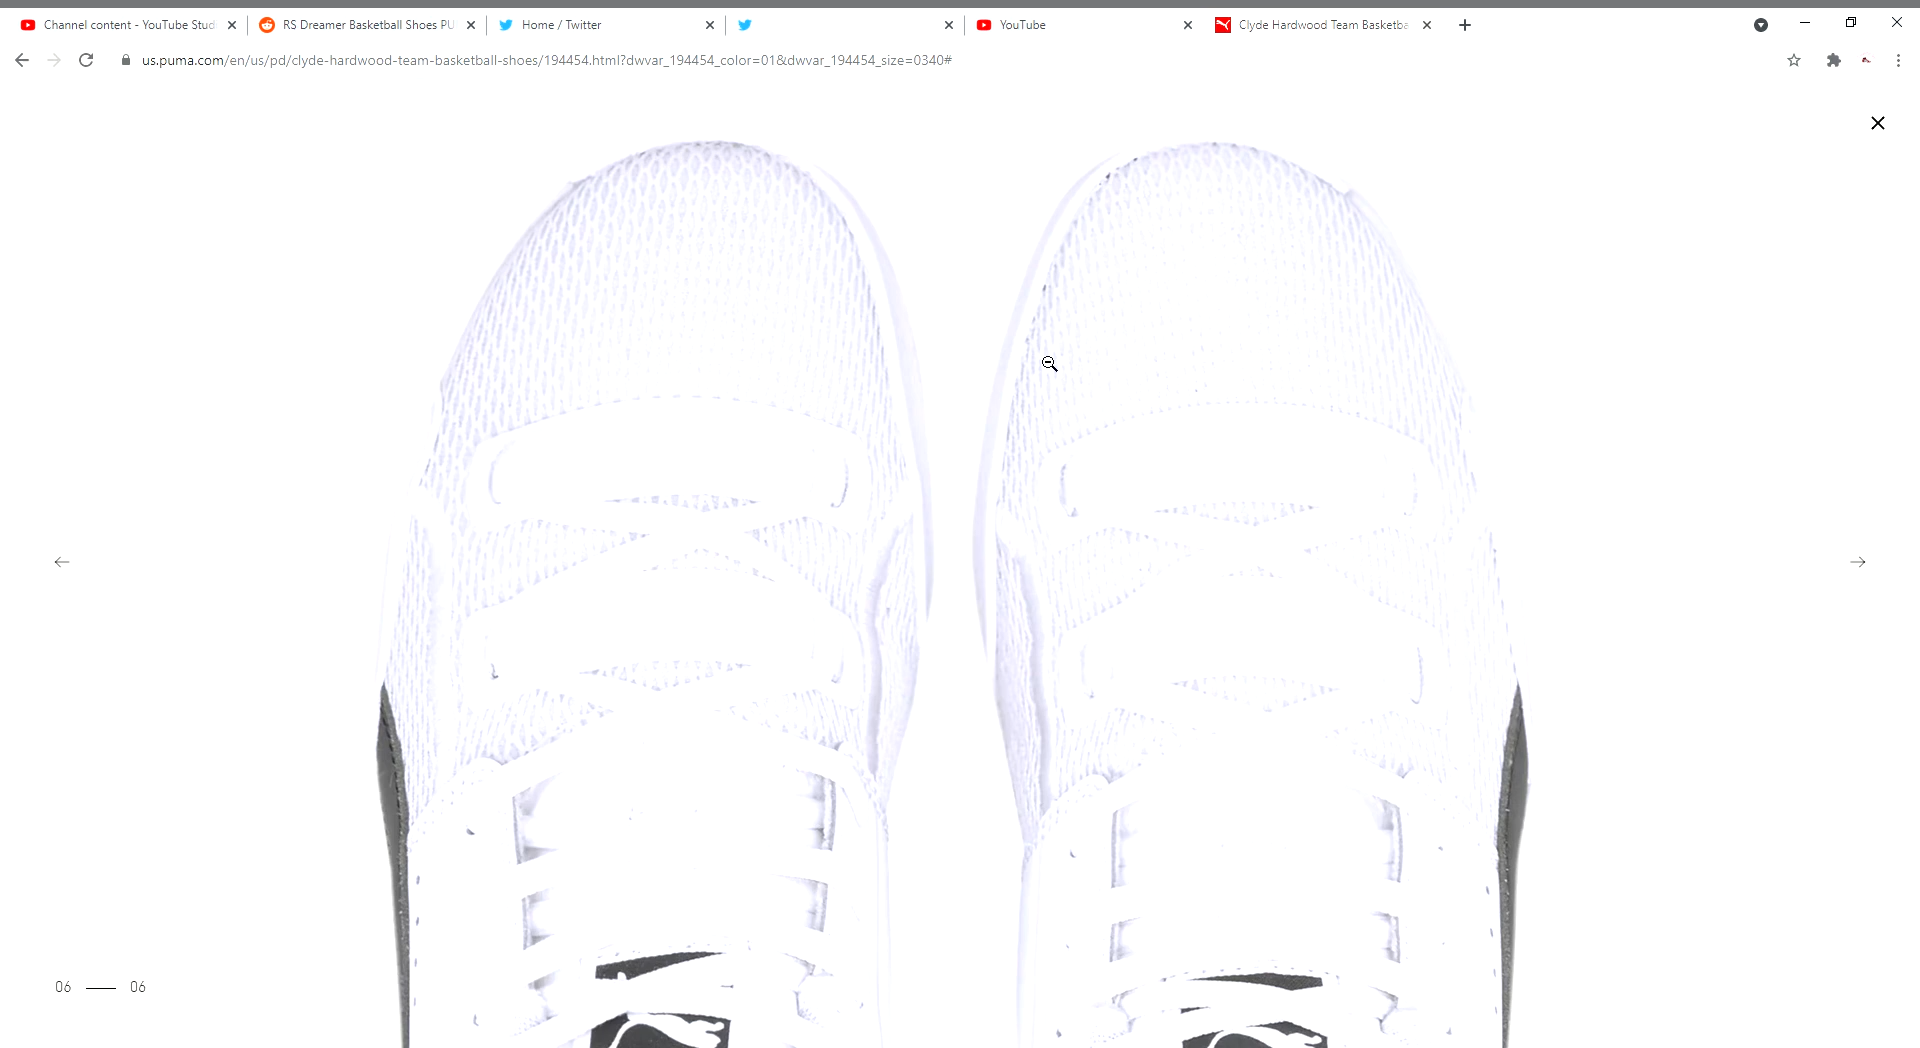 Channel content - YouTube Stud
RS Dreamer Basketball Shoes PU
Home / Twitter
YouTube
Clyde Hardwood Team Basketba
us.puma.com/en/us/pd/clyde-hardwood-team-basketball-shoes/194454.html?dwvar_194454_color=01&dwvar_194454_size=0340#
06 — 06